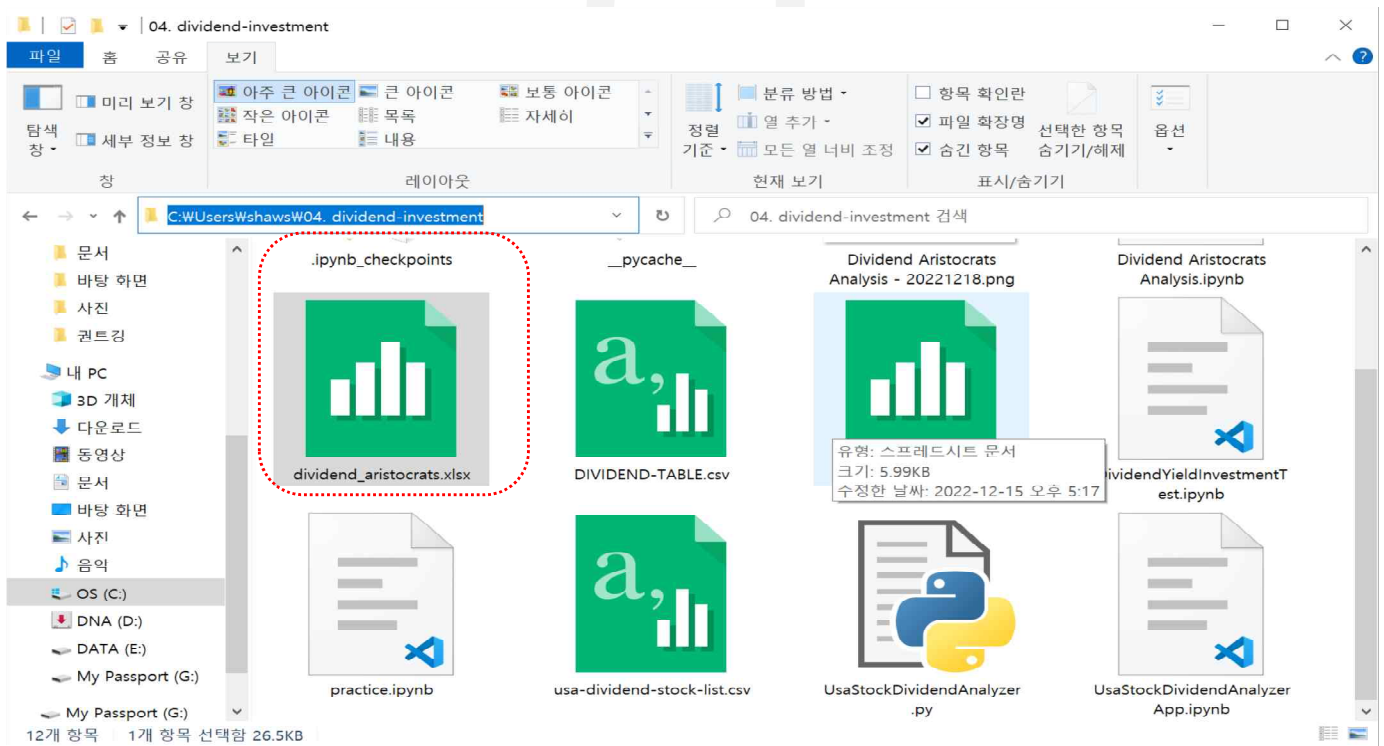 04. dividend-investment
파일 홈 공유 보기
탐색
창
미리 보기 창
세부 정보 창
아주 큰 아이콘 큰 아이콘 보통 아이콘
작은 아이콘 목록 자세히
타일 내용
정렬
기준
분류 방법
열 추가
모든 열 너비 조정
항목 확인란
파일 확장명
숨긴 항목
선택한 항목
숨기기/해제
옵션
창 레이아웃 현재 보기 표시/숨기기
C:₩Users₩shaws₩04. dividend-investment
04. dividend-investment 검색
문서
바탕 화면
사진
퀀트킹
내 PC
3D 개체
다운로드
동영상
문서
바탕 화면
사진
음악
OS (C:)
DNA (D:)
DATA (E:)
My Passport (G:)
My Passport (G:)
.ipynb_checkpoints
__pycache__
Dividend Aristocrats
Analysis - 20221218.png
Dividend Aristocrats
Analysis.ipynb
dividend_aristocrats.xlsx
a,
DIVIDEND-TABLE.csv
유형: 스프레드시트 문서
크기: 5.99KB
수정한 날짜: 2022-12-15 오후 5:17
ividendYieldInvestmentT
est.ipynb
practice.ipynb
a,
usa-dividend-stock-list.csv
UsaStockDividendAnalyzer
.py
UsaStockDividendAnalyzer
App.ipynb
12개 항목 1개 항목 선택함 26.5KB